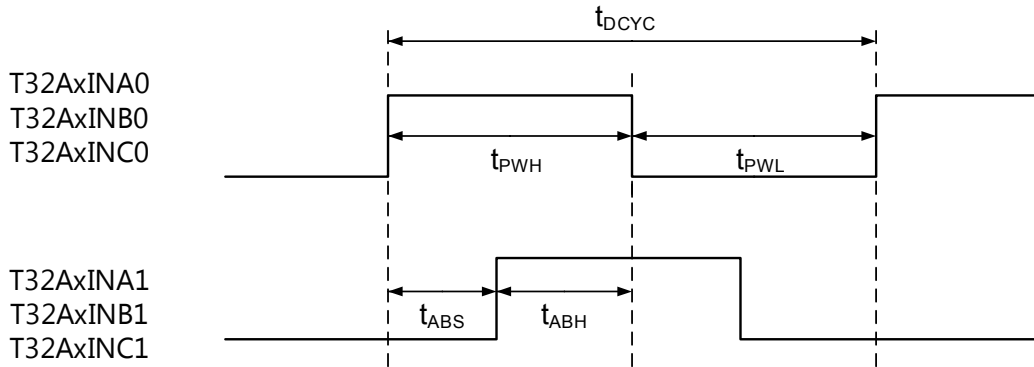 tDCYC
T32AxINA0
T32AxINB0
T32AxINC0
tPWH
tPWL
T32AxINA1
T32AxINB1
T32AxINC1
tABS
tABH